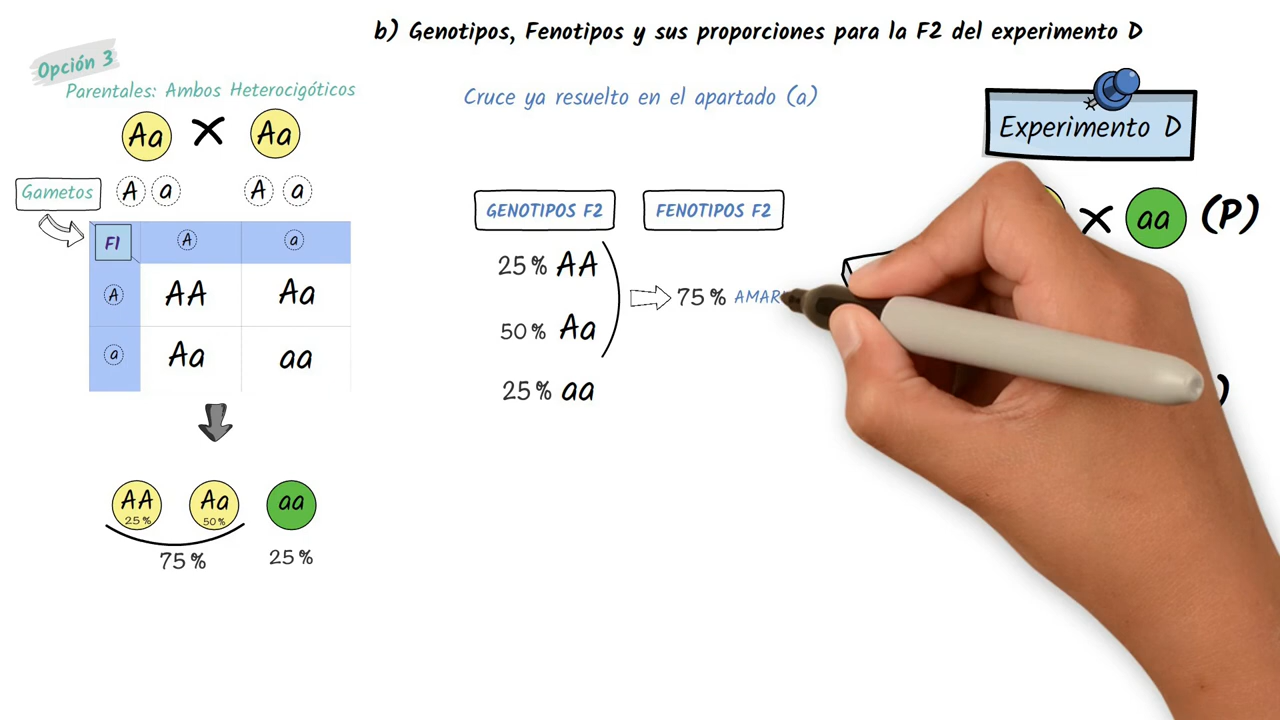 b) Genotipos, Fenotipos y sus proporciones para la F2 del experimento D
Opción 3
Parentales: Ambos Heterocigóticos
Aa X Aa
Gametos
A a A a
F1 A a
A AA Aa
a Aa aa
AA 25% Aa 50% aa
75% 25%
Cruce ya resuelto en el apartado (a)
GENOTIPOS F2 FENOTIPOS F2
25% AA
50% Aa
25% aa
75% AMAR
Experimento D
X aa (P)